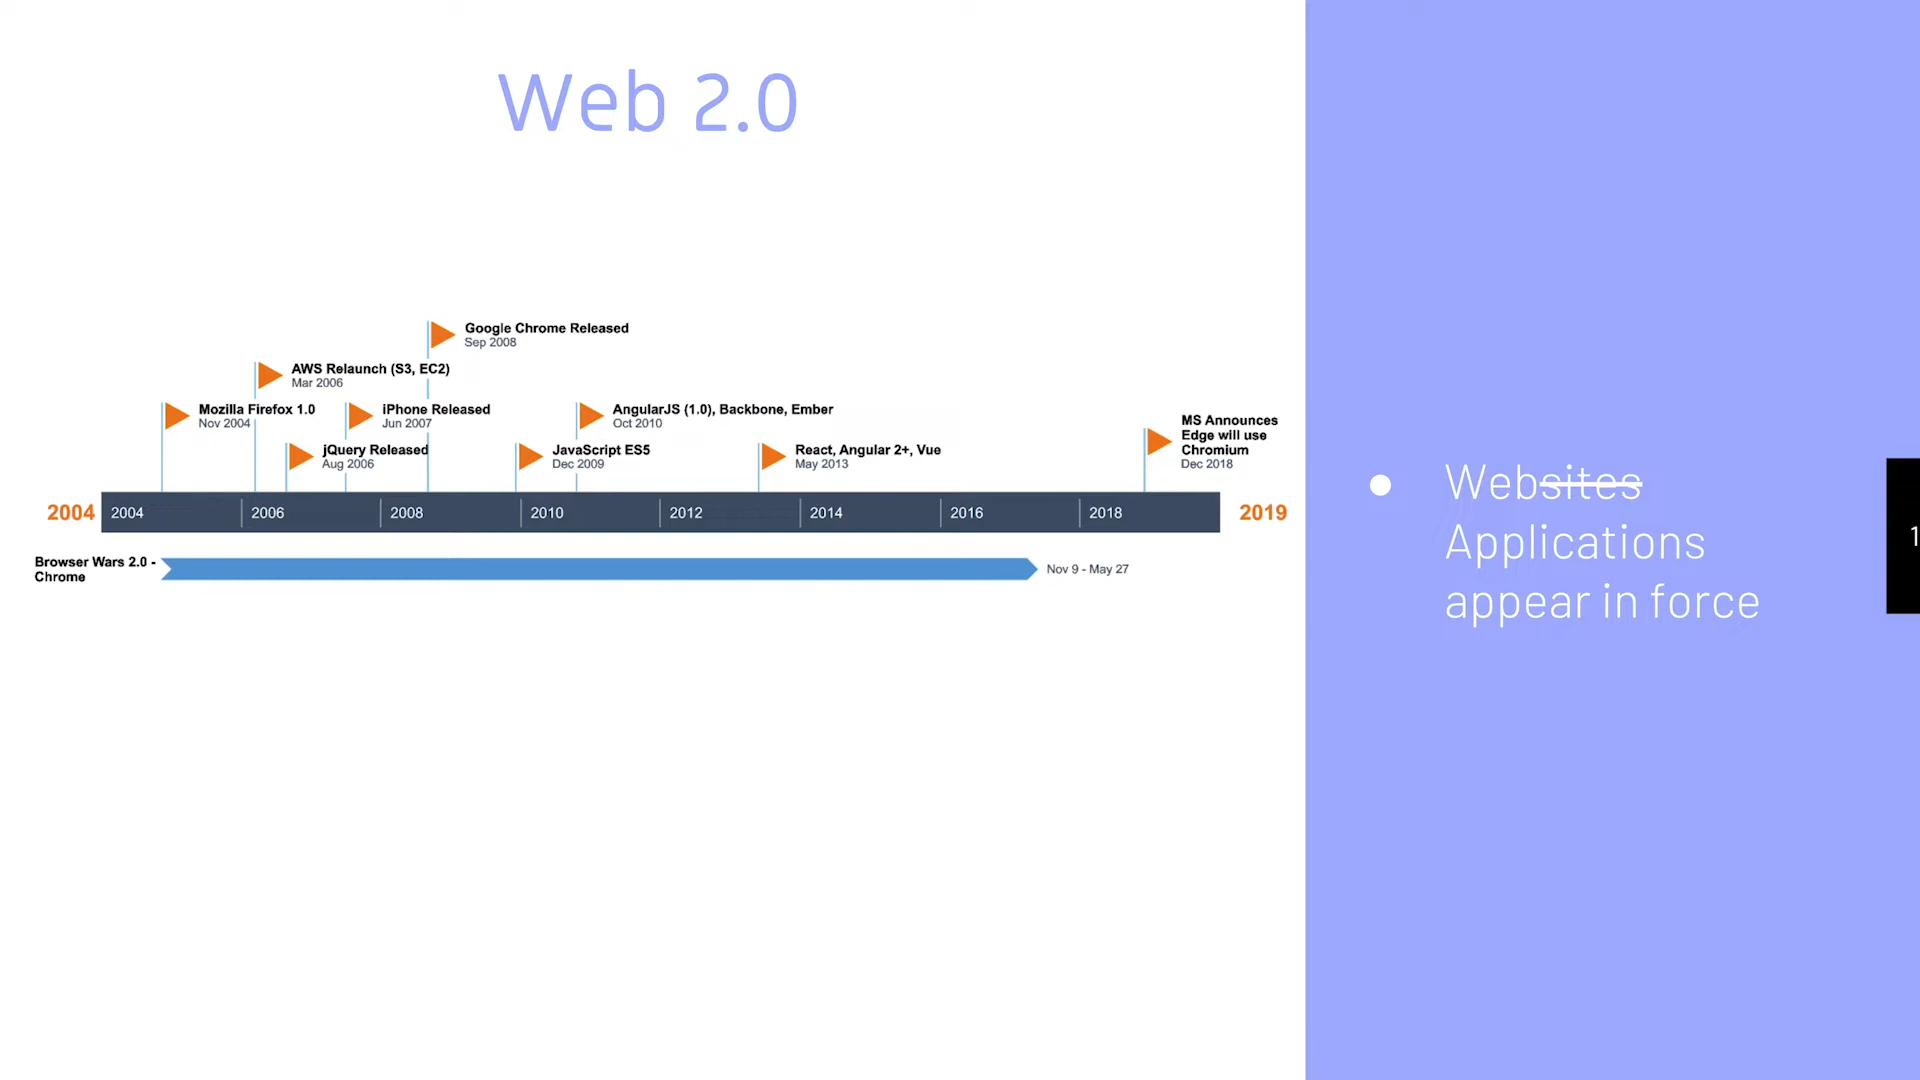 Web 2.0
Google Chrome Released
Sep 2008
AWS Relaunch (S3, EC2)
Mar 2006
Mozilla Firefox 1.0
Nov 2004
iPhone Released
Jun 2007
AngularJS (1.0), Backbone, Ember
Oct 2010
jQuery Released
Aug 2006
JavaScript ES5
Dec 2009
React, Angular 2+, Vue
May 2013
MS Announces
Edge will use
Chromium
Dec 2018
2004 2004 2006 2008 2010 2012 2014 2016 2018 2019
Browser Wars 2.0 -
Chrome
Nov 9 - May 27
● Websites
Applications
appear in force
1